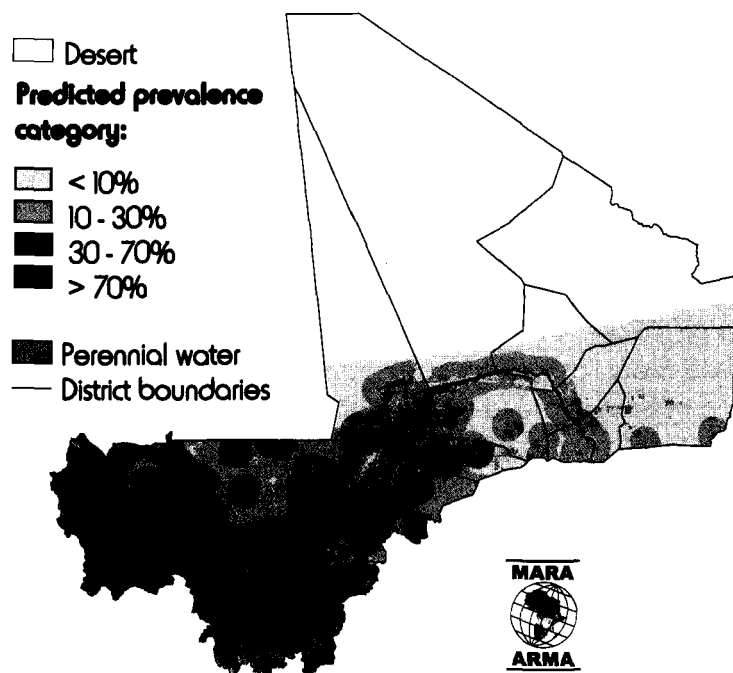 Desert
Predicted prevalence
category:
< 10%
10 - 30%
30 - 70%
> 70%
Perennial water
District boundaries
MARA
ARMA